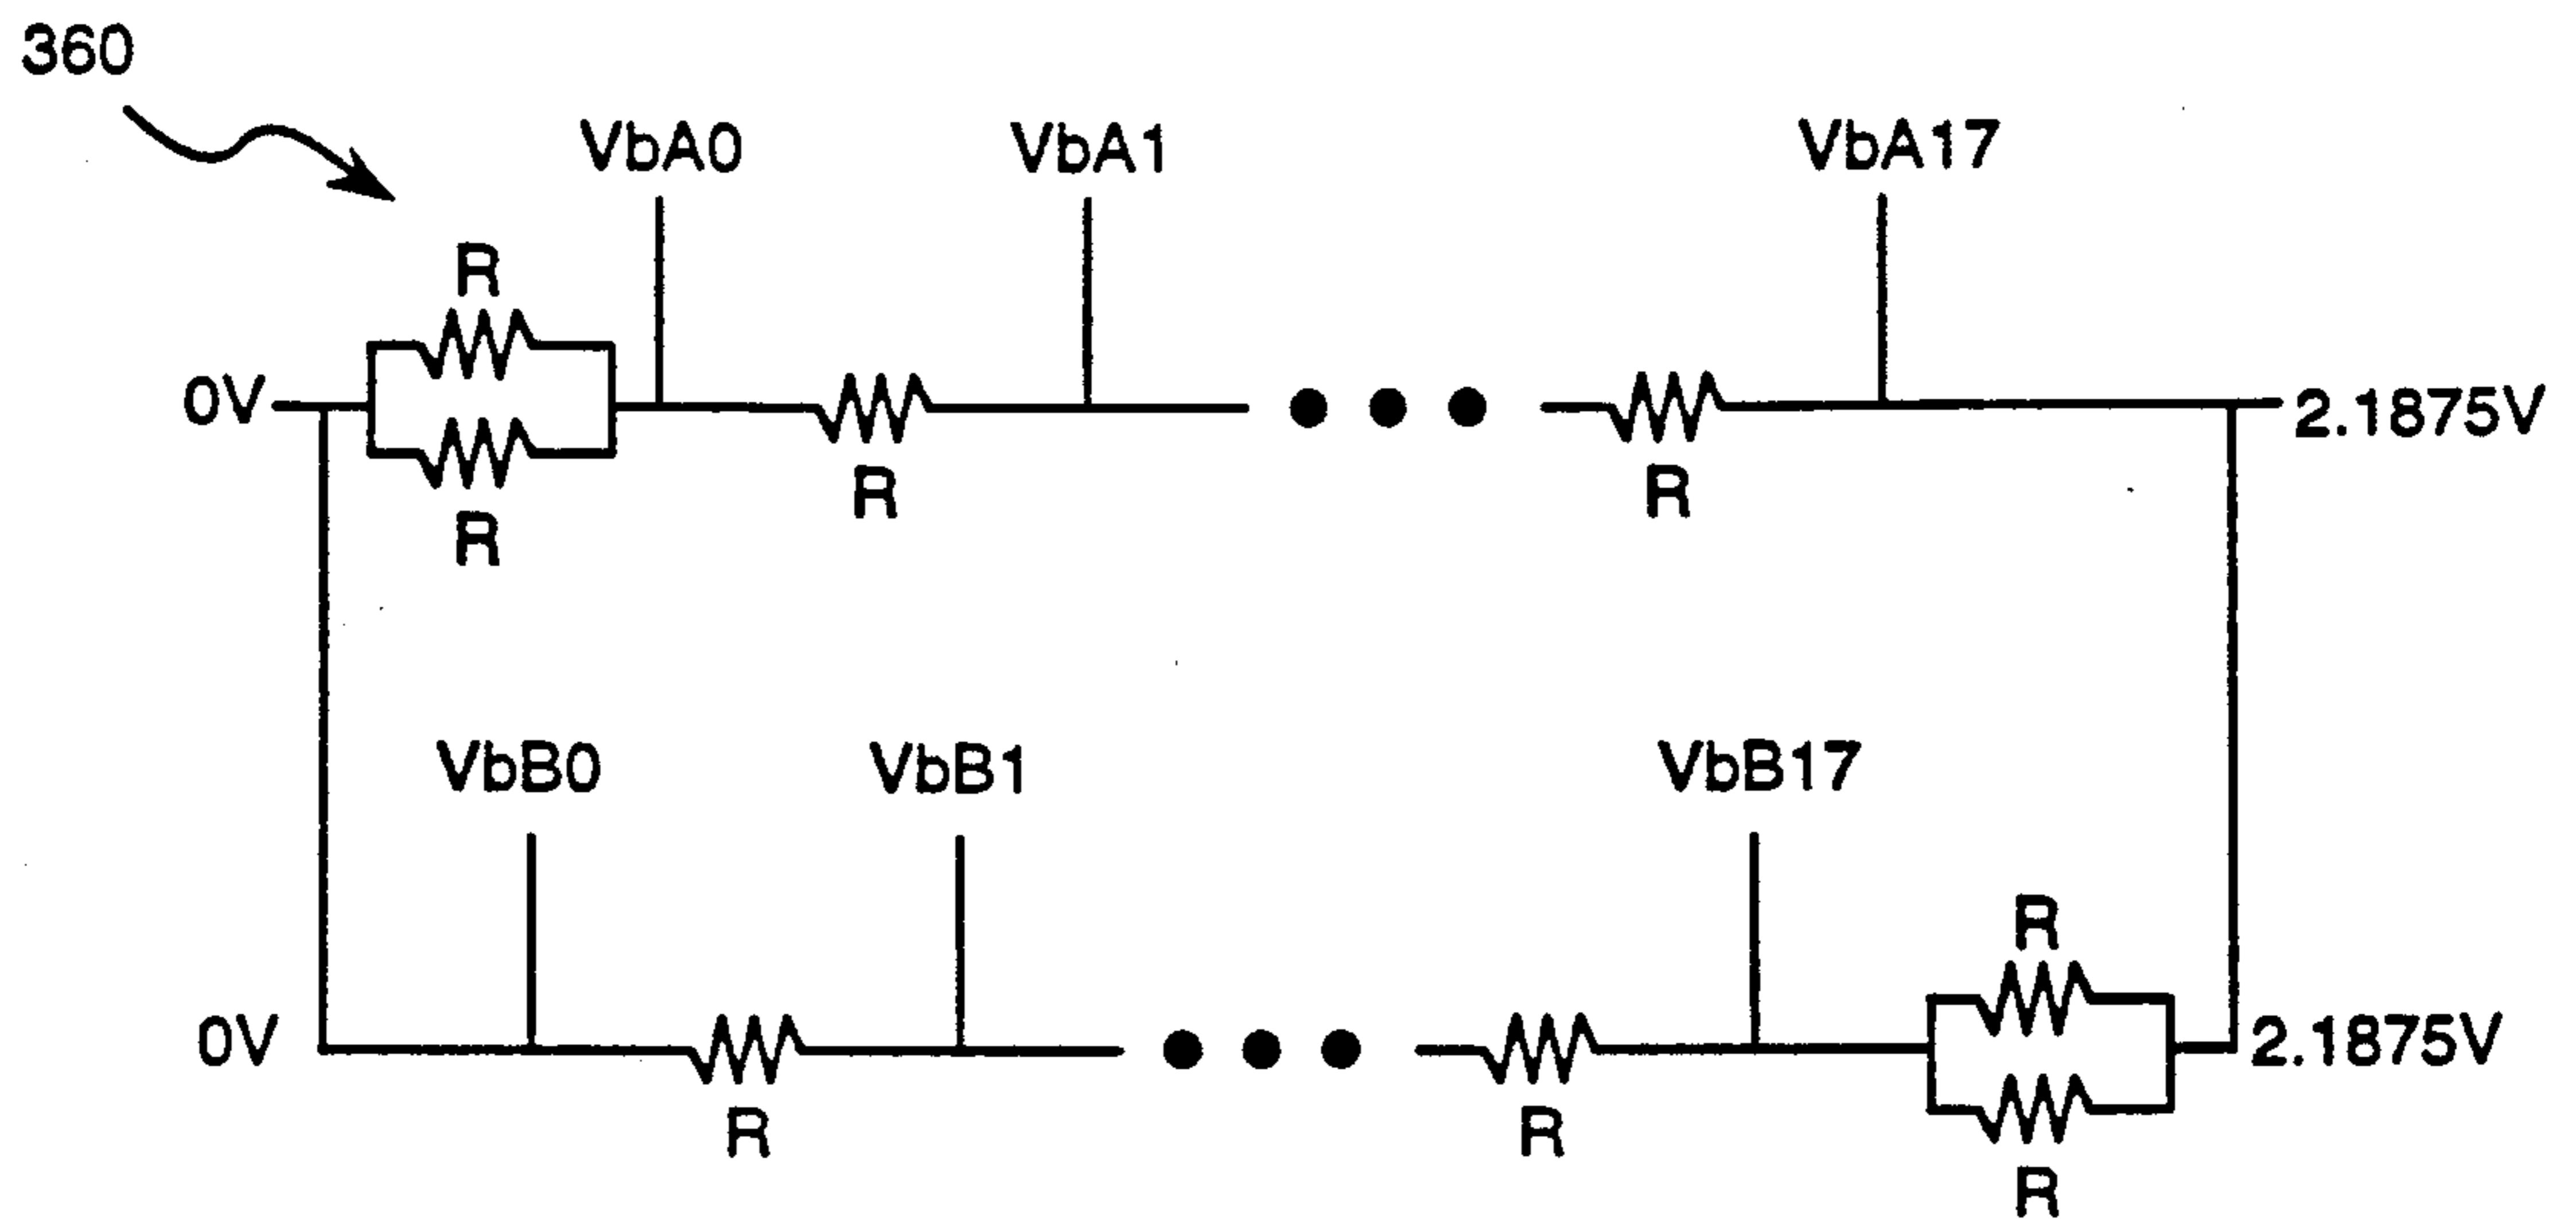 360
VbA0 VbA1 VbA17
R
0V 2.1875V
R R
R
VbB0 VbB1 VbB17
R
0V 2.1875V
R R
R